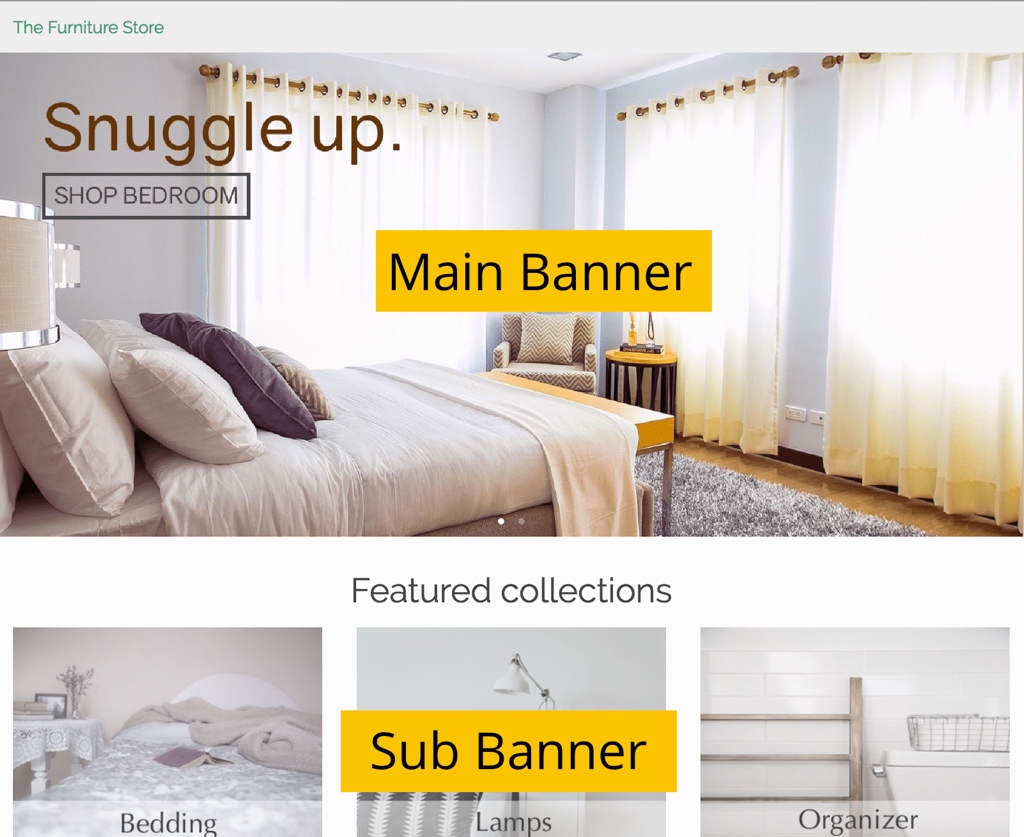 The Furniture Store
Snuggle up.
SHOP BEDROOM
Main Banner
Featured collections
Sub Banner
Bedding
Lamps
Organizer